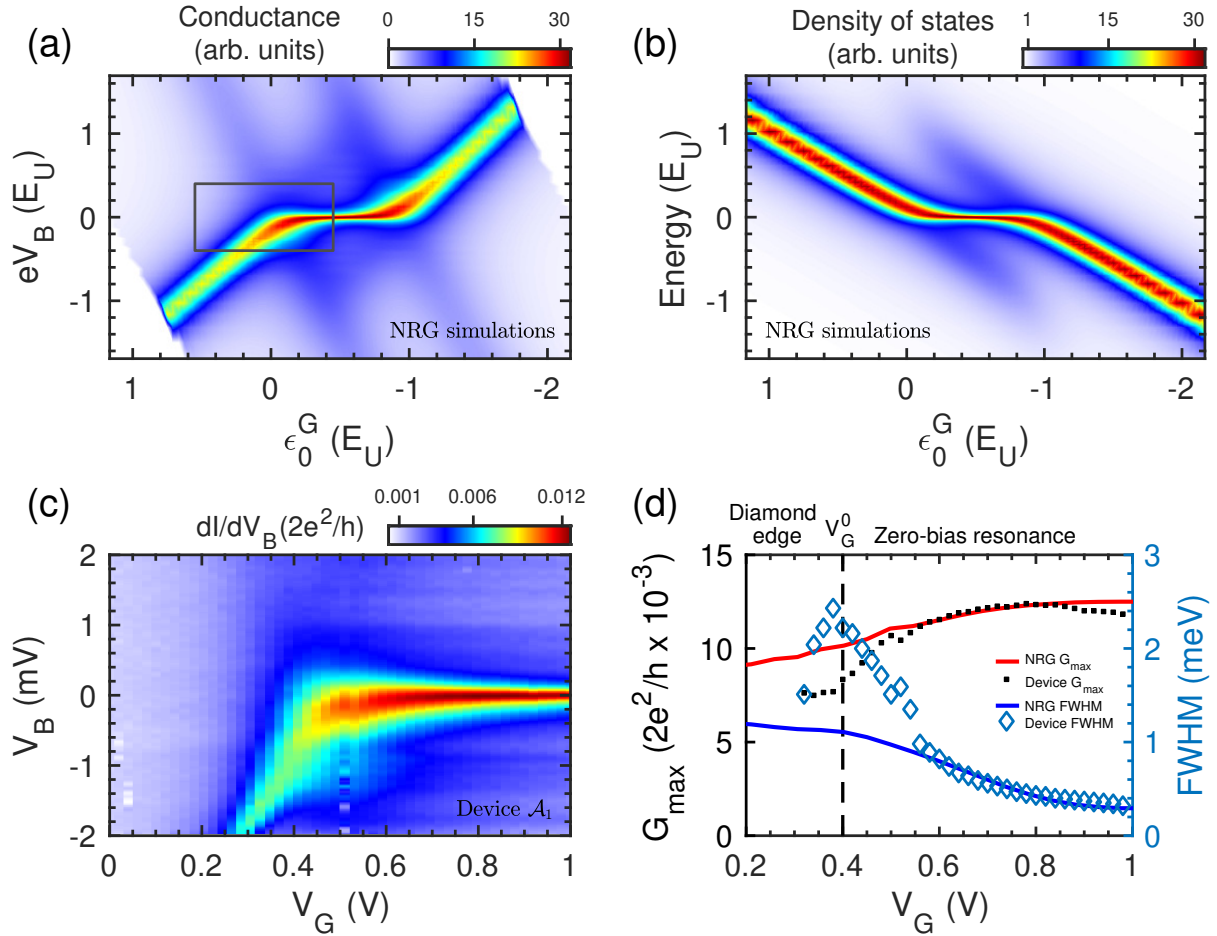 (a)
Conductance
(arb. units)
0 15 30
eV_B (E_U)
1
0
-1
NRG simulations
1 0 -1 -2
ϵ_0^G (E_U)
(b)
Density of states
(arb. units)
1 15 30
Energy (E_U)
1
0
-1
NRG simulations
1 0 -1 -2
ϵ_0^G (E_U)
(c)
dI/dV_B(2e^2/h)
0.001 0.006 0.012
V_B (mV)
2
1
0
-1
-2
Device 𝒜_1
0 0.2 0.4 0.6 0.8 1
V_G (V)
(d)
Diamond
edge
V_G^0
Zero-bias resonance
G_max (2e^2/h x 10^-3)
15
10
5
0
NRG G_max
Device G_max
NRG FWHM
Device FWHM
3
2
1
0
FWHM (meV)
0.2 0.4 0.6 0.8 1
V_G (V)